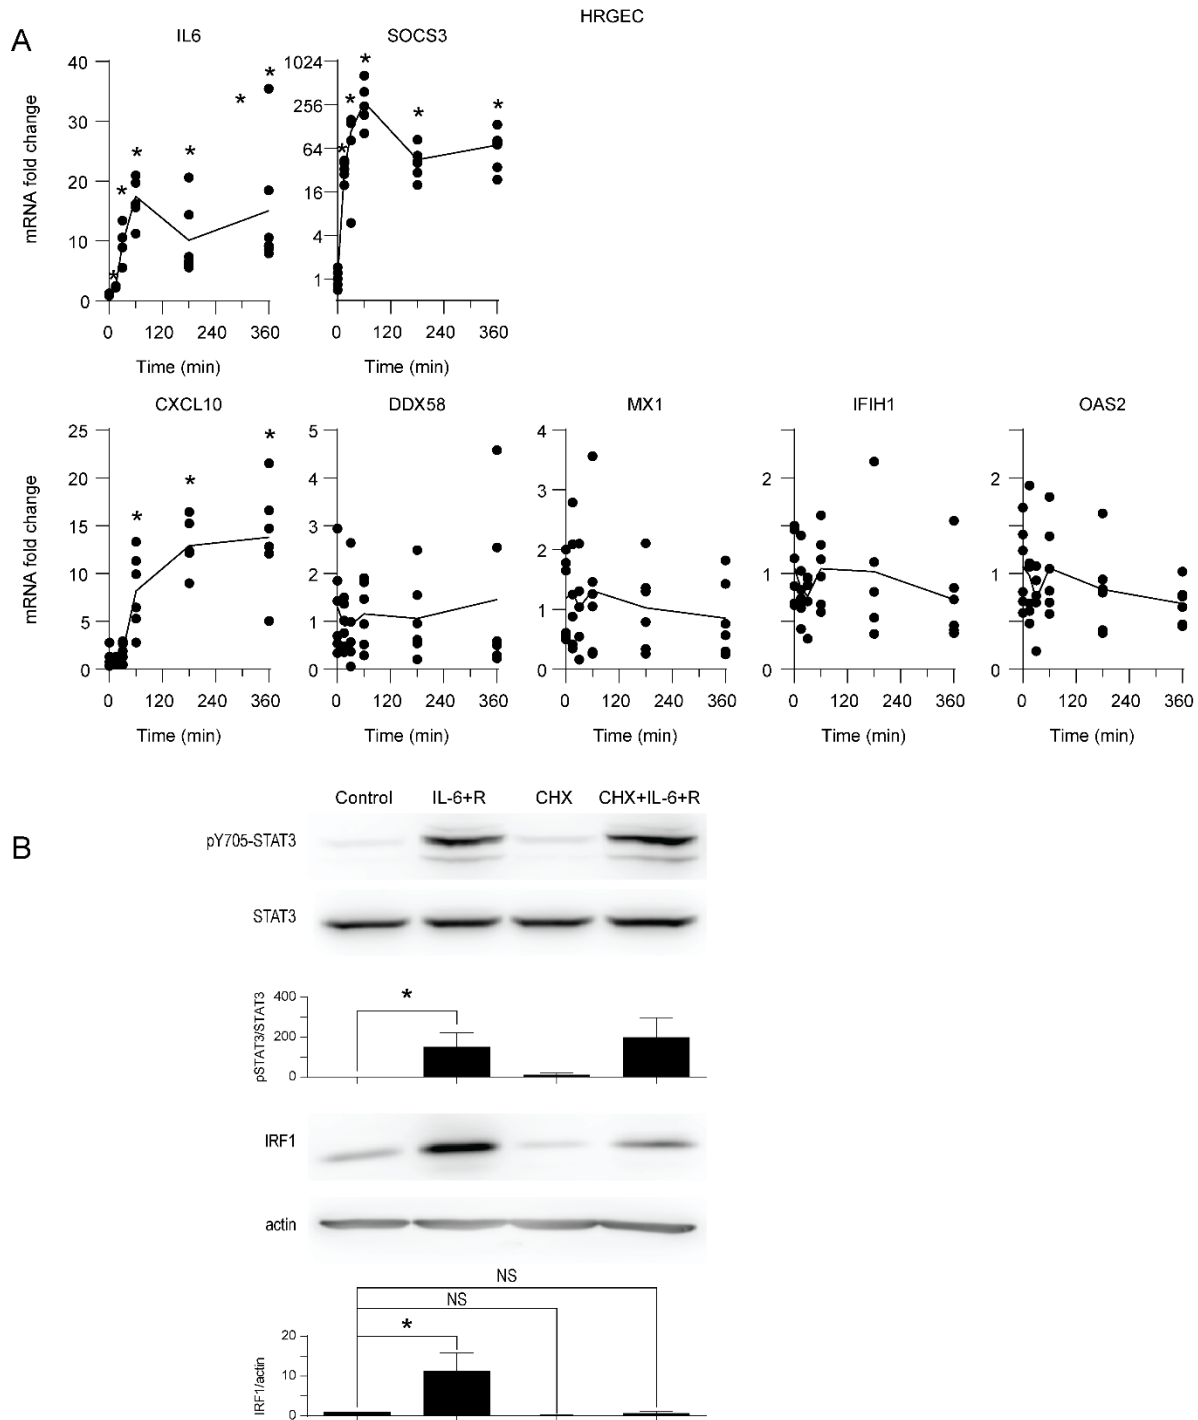 HRGEC
A
IL6
SOCS3
mRNA fold change
40
30
20
10
0
* * * * * *
0 120 240 360
Time (min)
1024
256
64
16
4
1
* * * * *
0 120 240 360
Time (min)
CXCL10
DDX58
MX1
IFIH1
OAS2
mRNA fold change
25
20
15
10
5
0
* * *
0 120 240 360
Time (min)
5
4
3
2
1
0
0 120 240 360
Time (min)
4
3
2
1
0
0 120 240 360
Time (min)
2
1
0
0 120 240 360
Time (min)
2
1
0
0 120 240 360
Time (min)
B
Control IL-6+R CHX CHX+IL-6+R
pY705-STAT3
STAT3
pSTAT3/STAT3
400
200
0
*
IRF1
actin
NS
NS
*
IRF1/actin
20
10
0